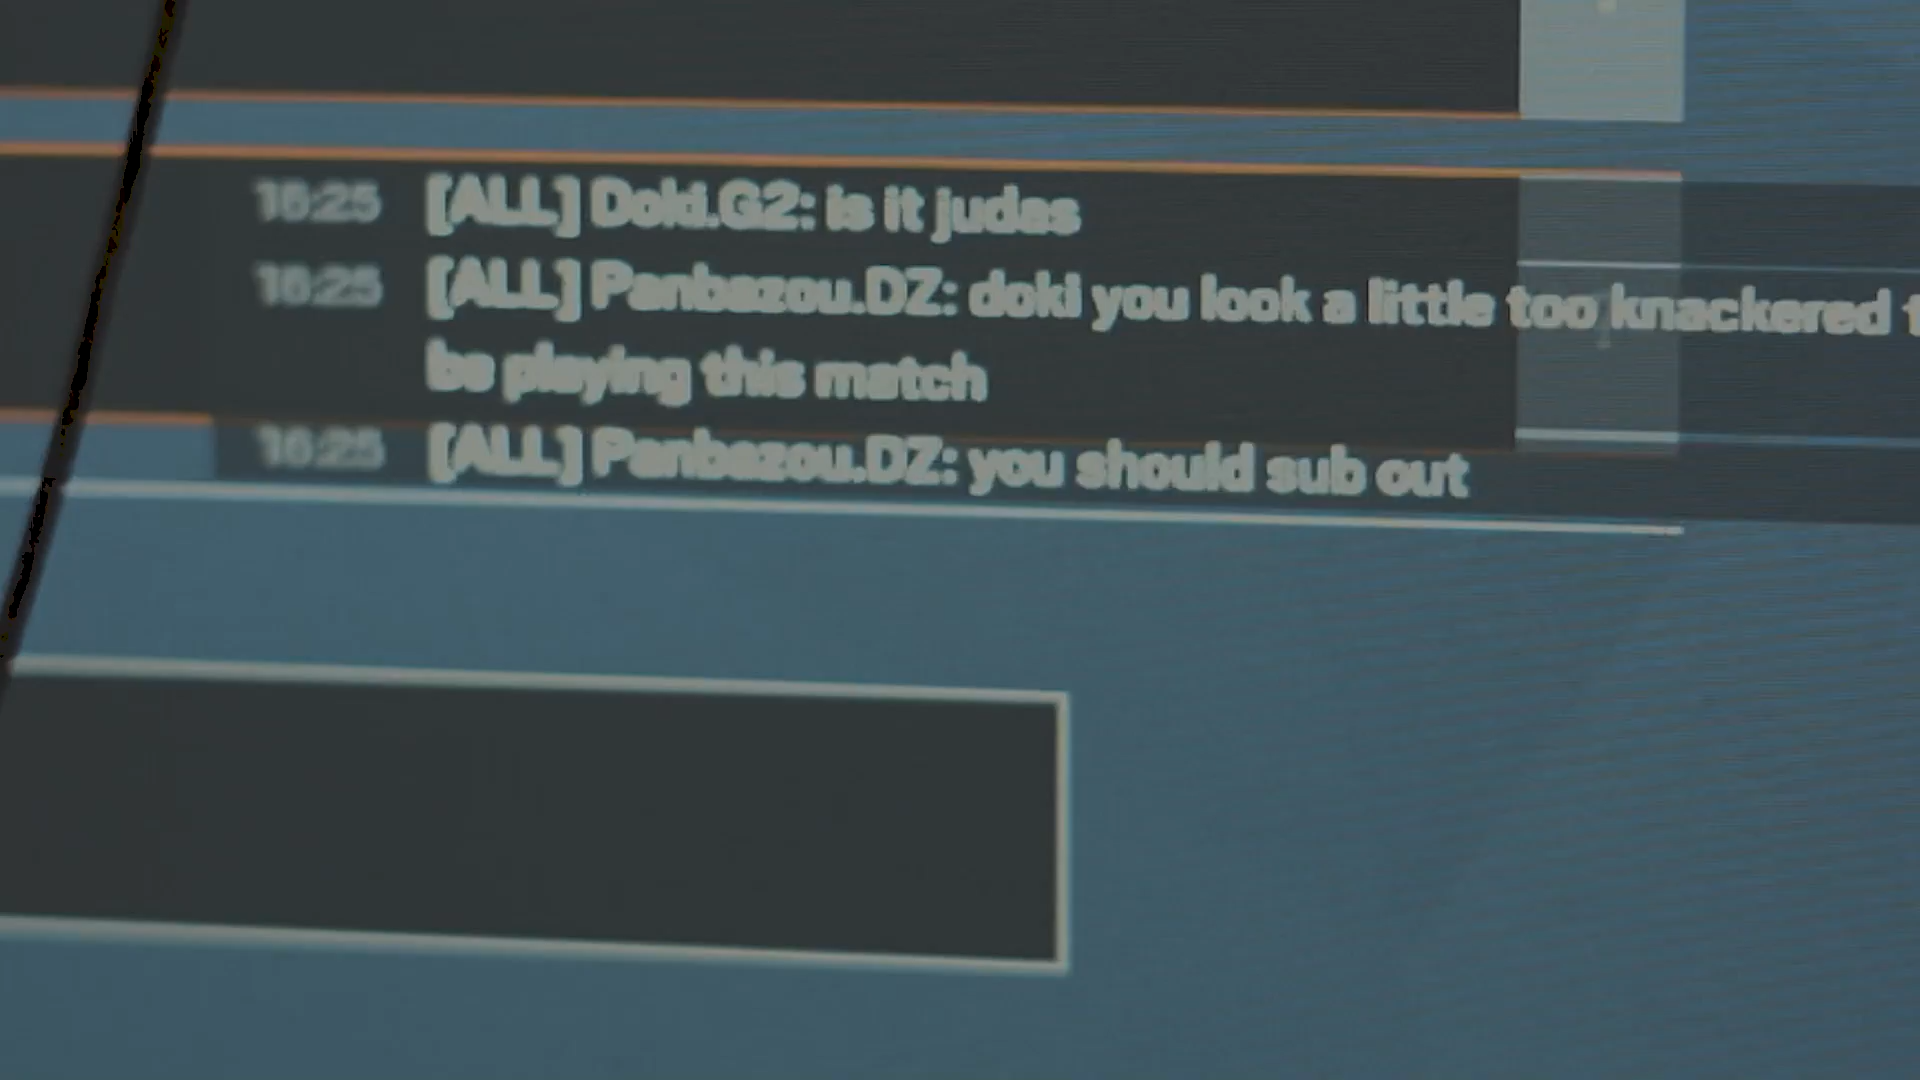 16:25 [ALL] Doki.G2: is it judas
16:25 [ALL] Panbazou.DZ: doki you look a little too knackered
be playing this match
16:25 [ALL] Panbazou.DZ: you should sub out